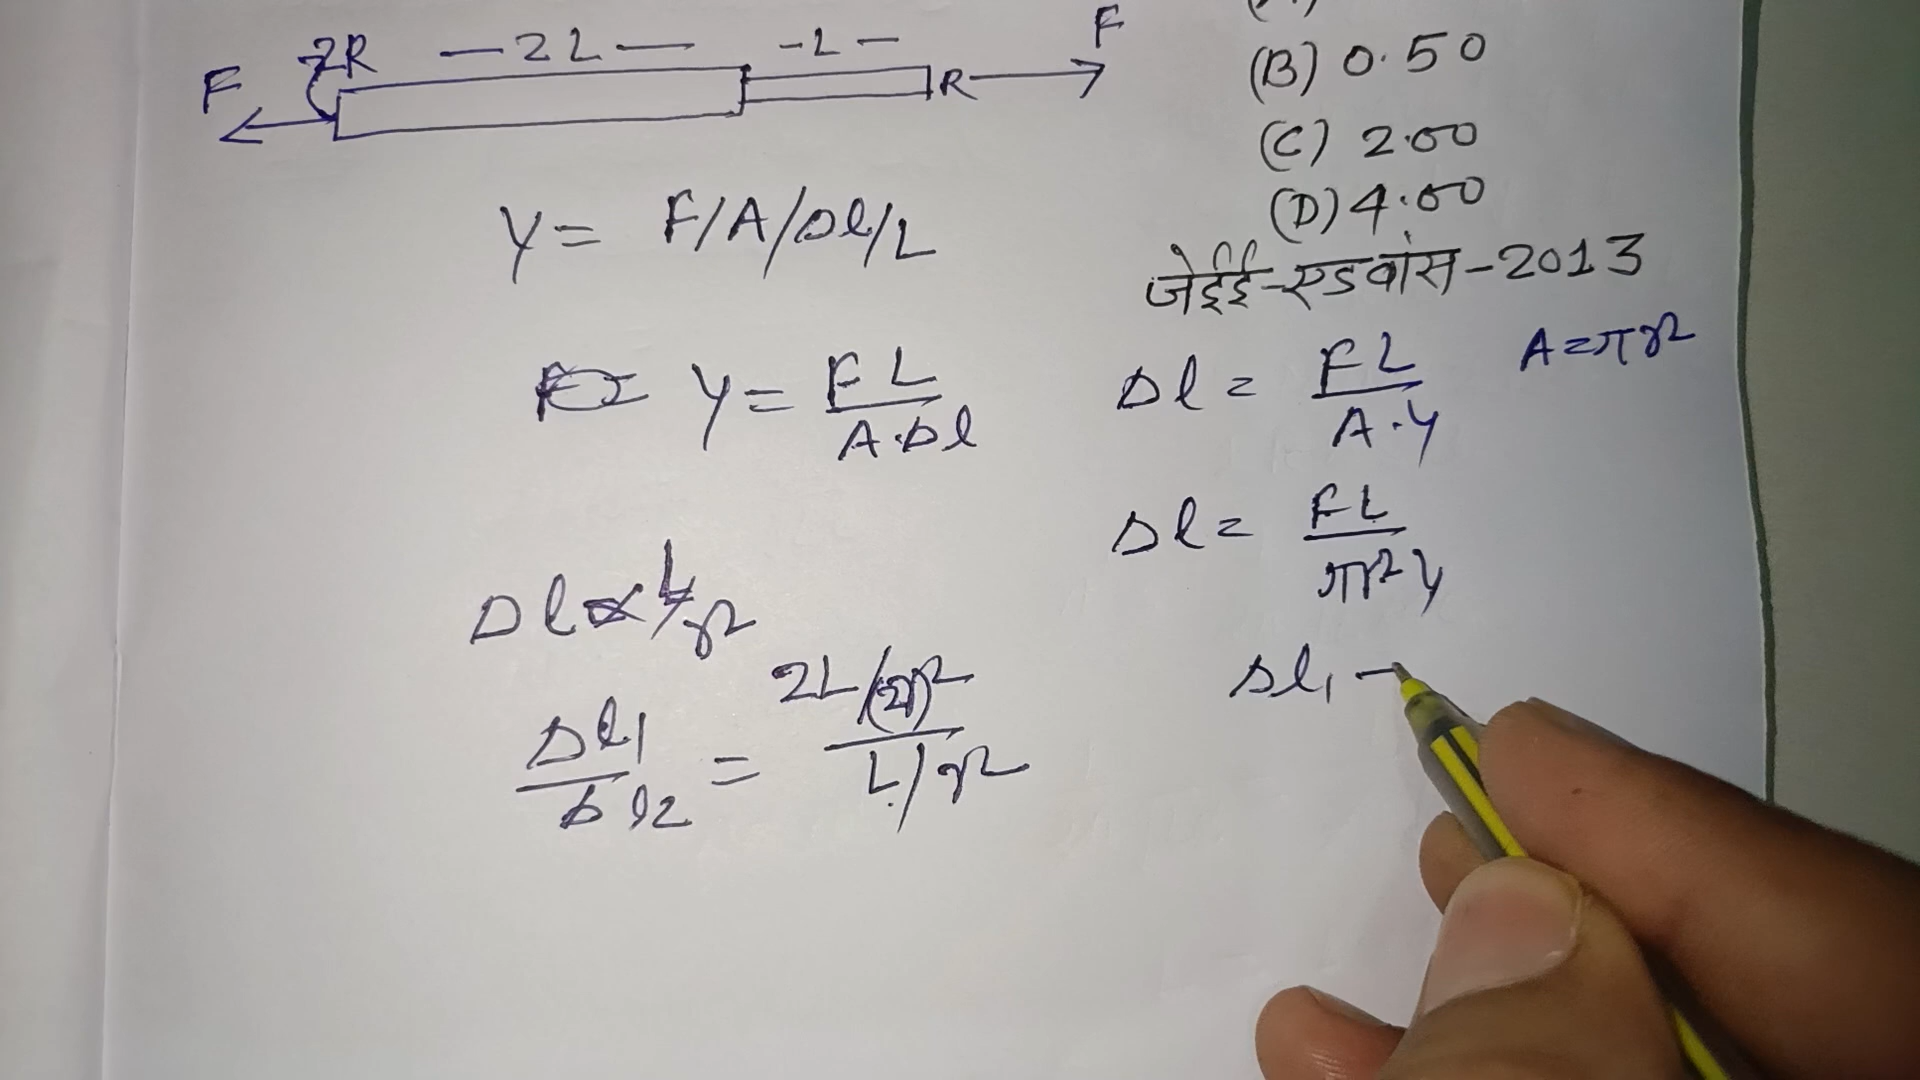 F 2R —2L— -L- R F
(B) 0.50
(C) 2.00
(D) 4.00
जेईई-एडवांस-2013
Y = F/A/Δl/L
Y = FL / A.Δl
Δl = FL / A.Y
A = πr²
Δl = FL / πr²Y
Δl ∝ L/r²
Δl₁ / Δl₂ = 2L/(2r)² / L/r²
Δl₁ -